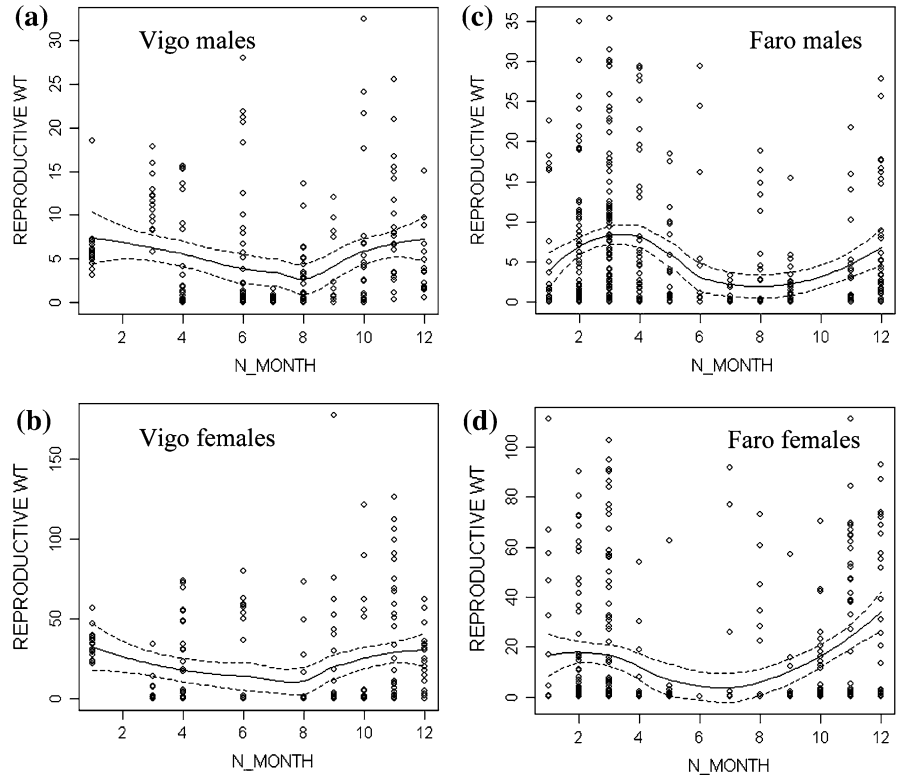 (a)
Vigo males
REPRODUCTIVE WT
0 5 10 15 20 25 30
2 4 6 8 10 12
N_MONTH
(c)
Faro males
REPRODUCTIVE WT
0 5 10 15 20 25 30 35
2 4 6 8 10 12
N_MONTH
(b)
Vigo females
REPRODUCTIVE WT
0 50 100 150
2 4 6 8 10 12
N_MONTH
(d)
Faro females
REPRODUCTIVE WT
0 20 40 60 80 100
2 4 6 8 10 12
N_MONTH